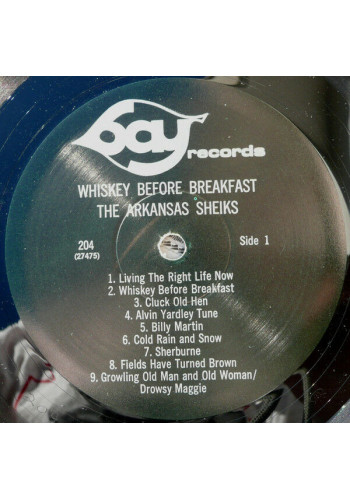 bay
records
WHISKEY BEFORE BREAKFAST
THE ARKANSAS SHEIKS
204
(27475)
Side 1
1. Living The Right Life Now
2. Whiskey Before Breakfast
3. Cluck Old Hen
4. Alvin Yardley Tune
5. Billy Martin
6. Cold Rain and Snow
7. Sherburne
8. Fields Have Turned Brown
9. Growling Old Man and Old Woman/
Drowsy Maggie